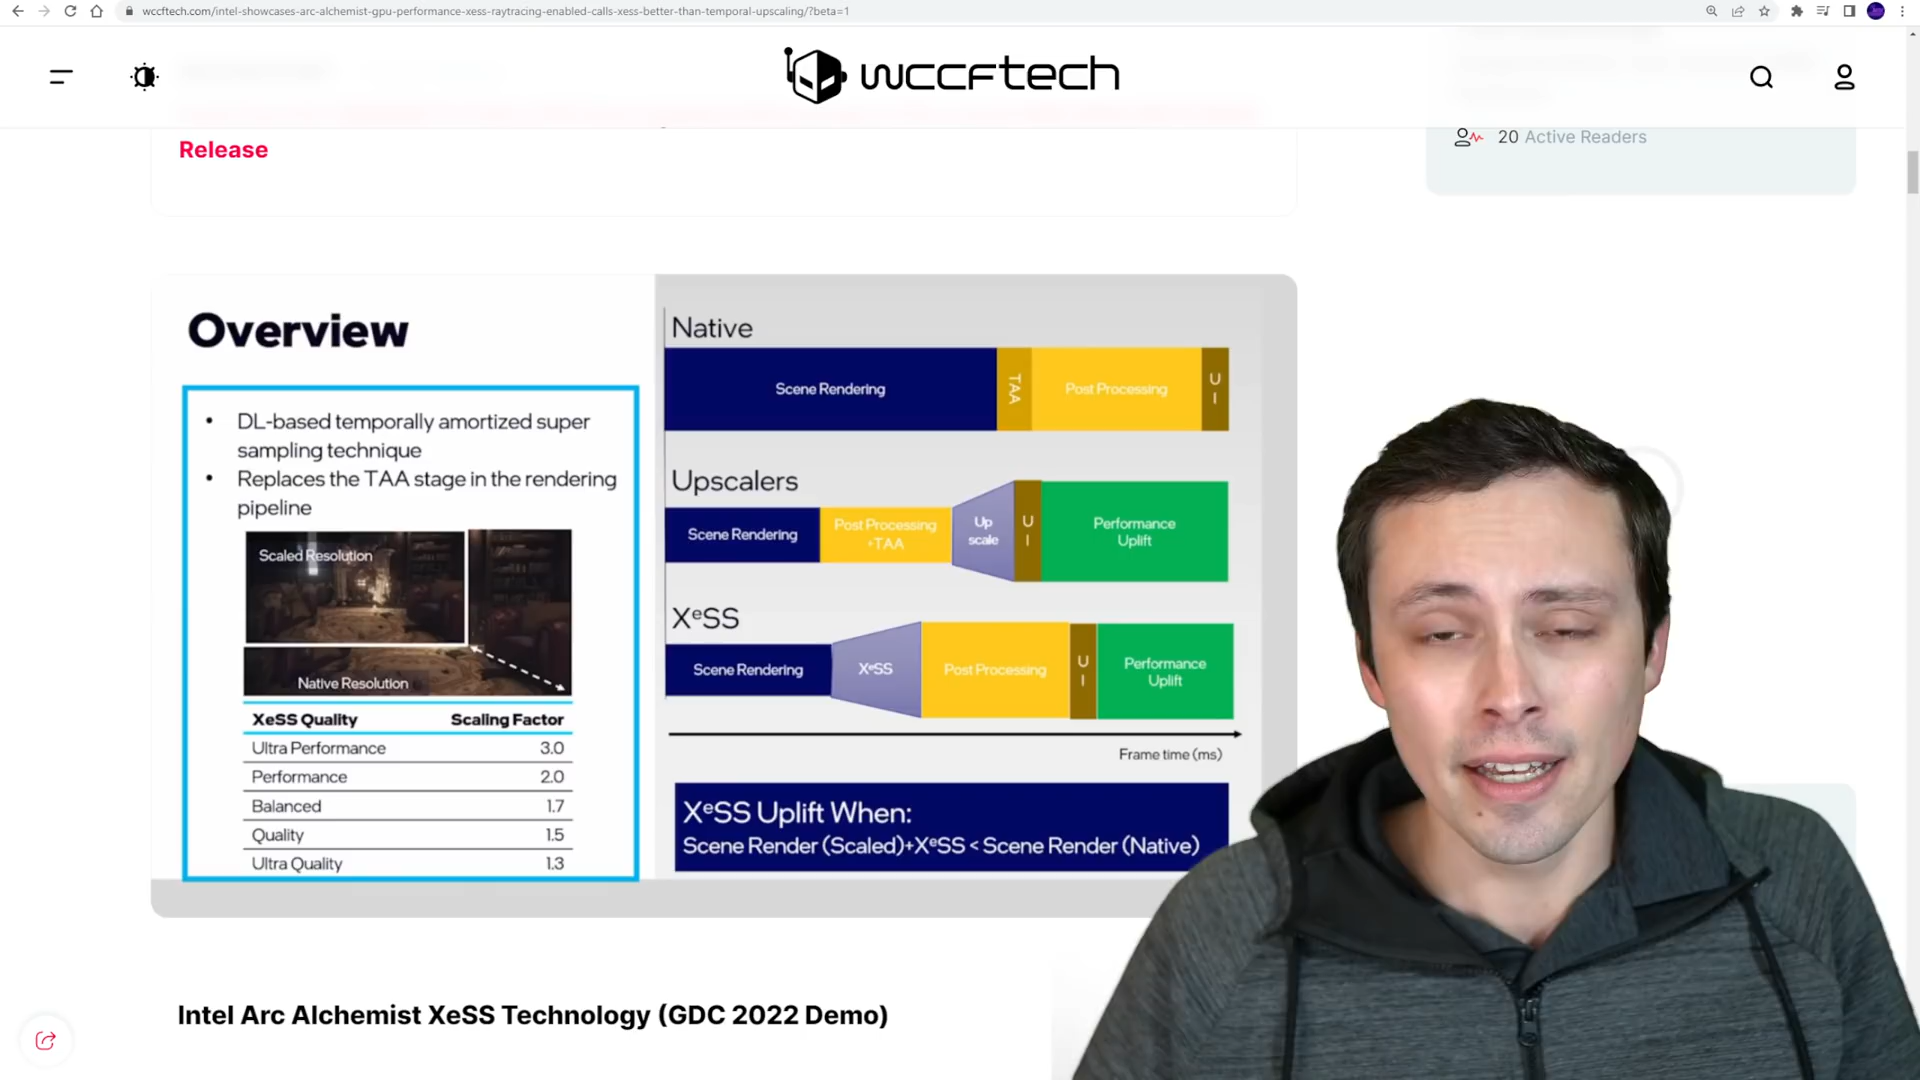 wccftech.com/intel-showcases-arc-alchemist-gpu-performance-xess-raytracing-enabled-calls-xess-better-than-temporal-upscaling/?beta=1
wccftech
Release
20 Active Readers
Overview
• DL-based temporally amortized super
sampling technique
• Replaces the TAA stage in the rendering
pipeline
Scaled Resolution
Native Resolution
XeSS Quality Scaling Factor
Ultra Performance 3.0
Performance 2.0
Balanced 1.7
Quality 1.5
Ultra Quality 1.3
Native
Scene Rendering TAA Post Processing UI
Upscalers
Scene Rendering
Post Processing
+TAA
Up
scale
UI
Performance
Uplift
XᵉSS
Scene Rendering XᵉSS Post Processing UI
Performance
Uplift
Frame time (ms)
XᵉSS Uplift When:
Scene Render (Scaled)+XᵉSS < Scene Render (Native)
Intel Arc Alchemist XeSS Technology (GDC 2022 Demo)